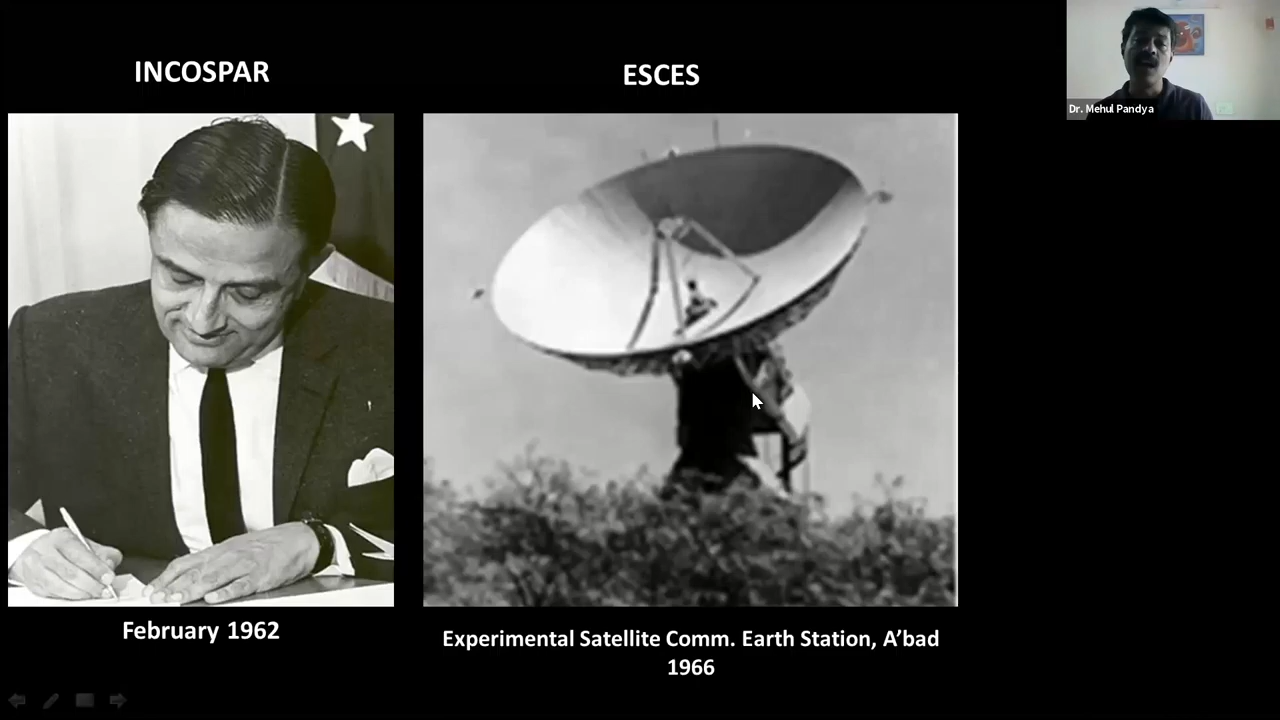 INCOSPAR
ESCES
Dr. Mehul Pandya
February 1962
Experimental Satellite Comm. Earth Station, A’bad
1966